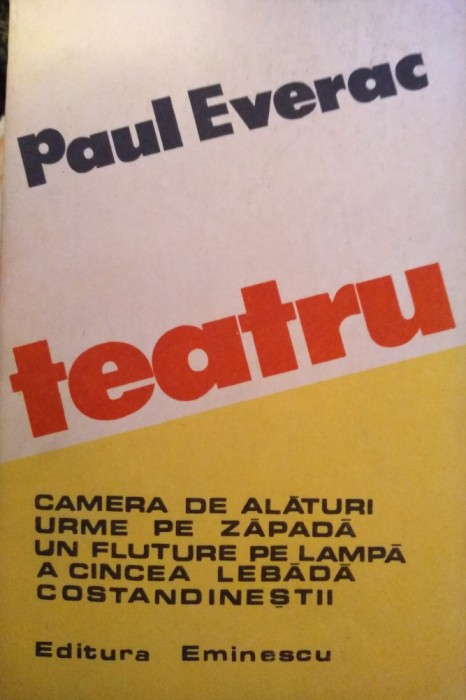 Paul Everac
teatru
CAMERA DE ALĂTURI
URME PE ZĂPADĂ
UN FLUTURE PE LAMPĂ
A CINCEA LEBĂDĂ
COSTANDINEȘTII
Editura Eminescu